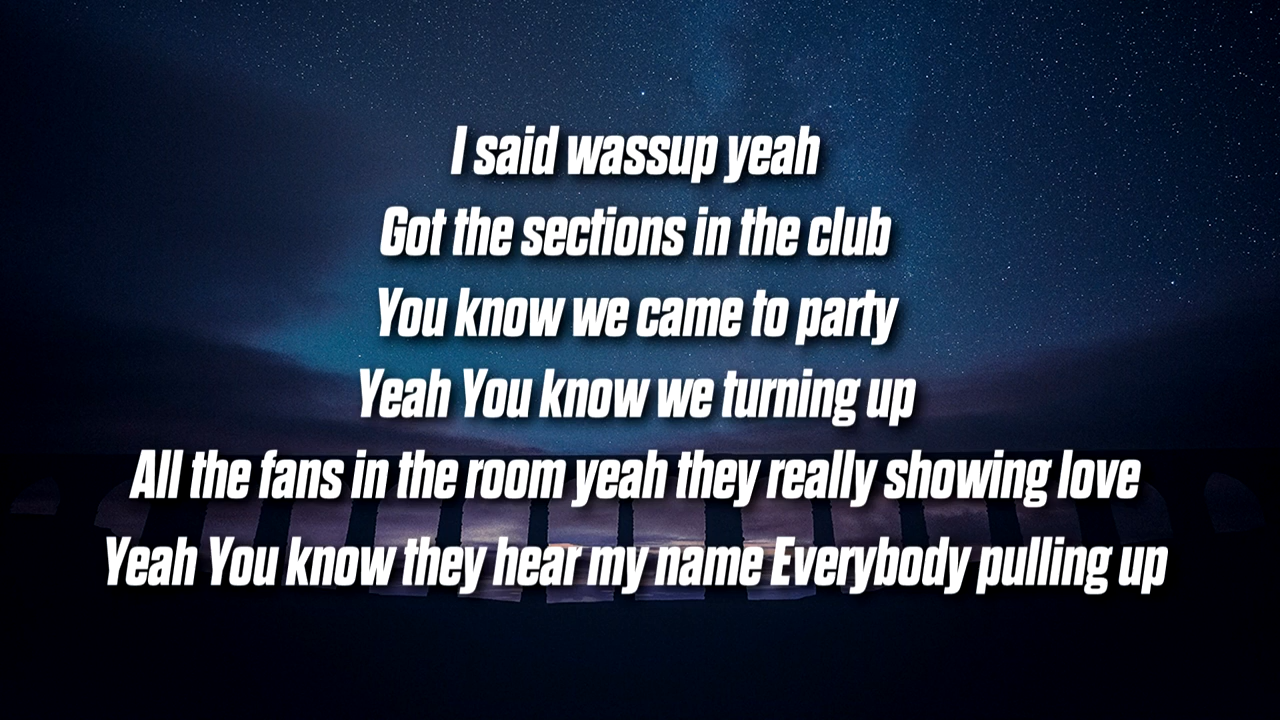 I said wassup yeah
Got the sections in the club
You know we came to party
Yeah You know we turning up
All the fans in the room yeah they really showing love
Yeah You know they hear my name Everybody pulling up